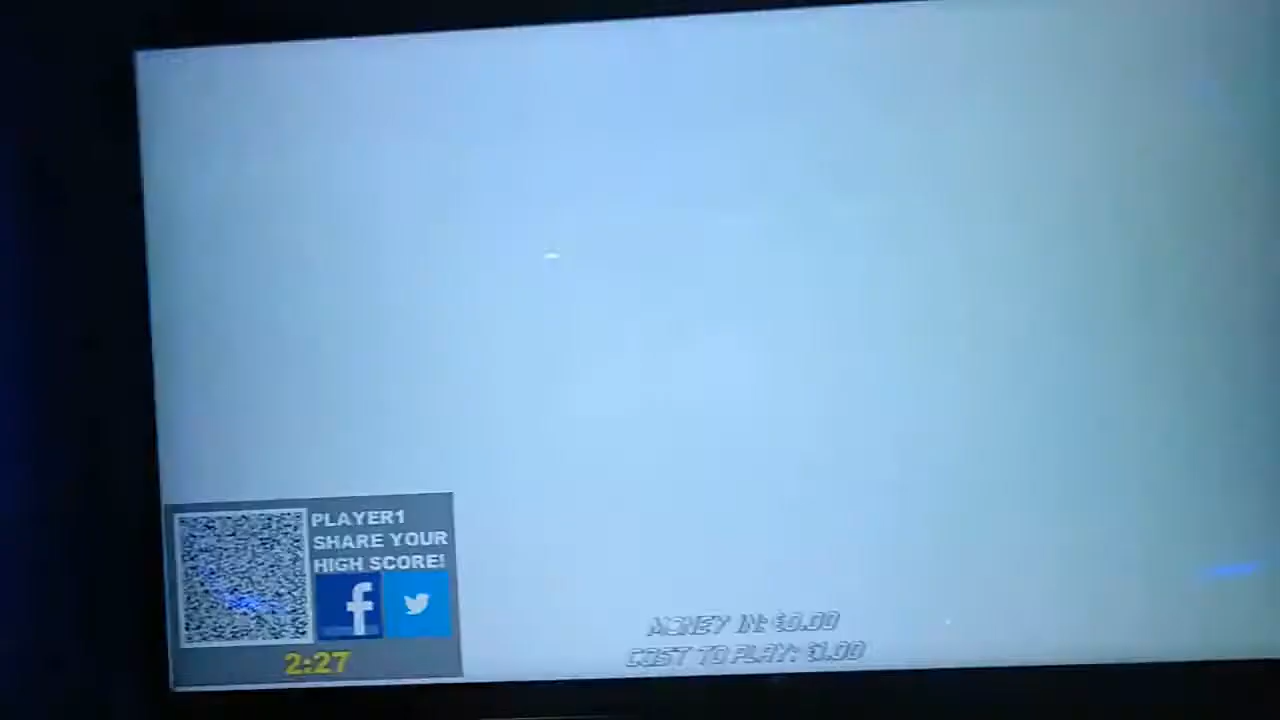 PLAYER1
SHARE YOUR
HIGH SCORE!
2:27
MONEY IN: $0.00
COST TO PLAY: $1.00